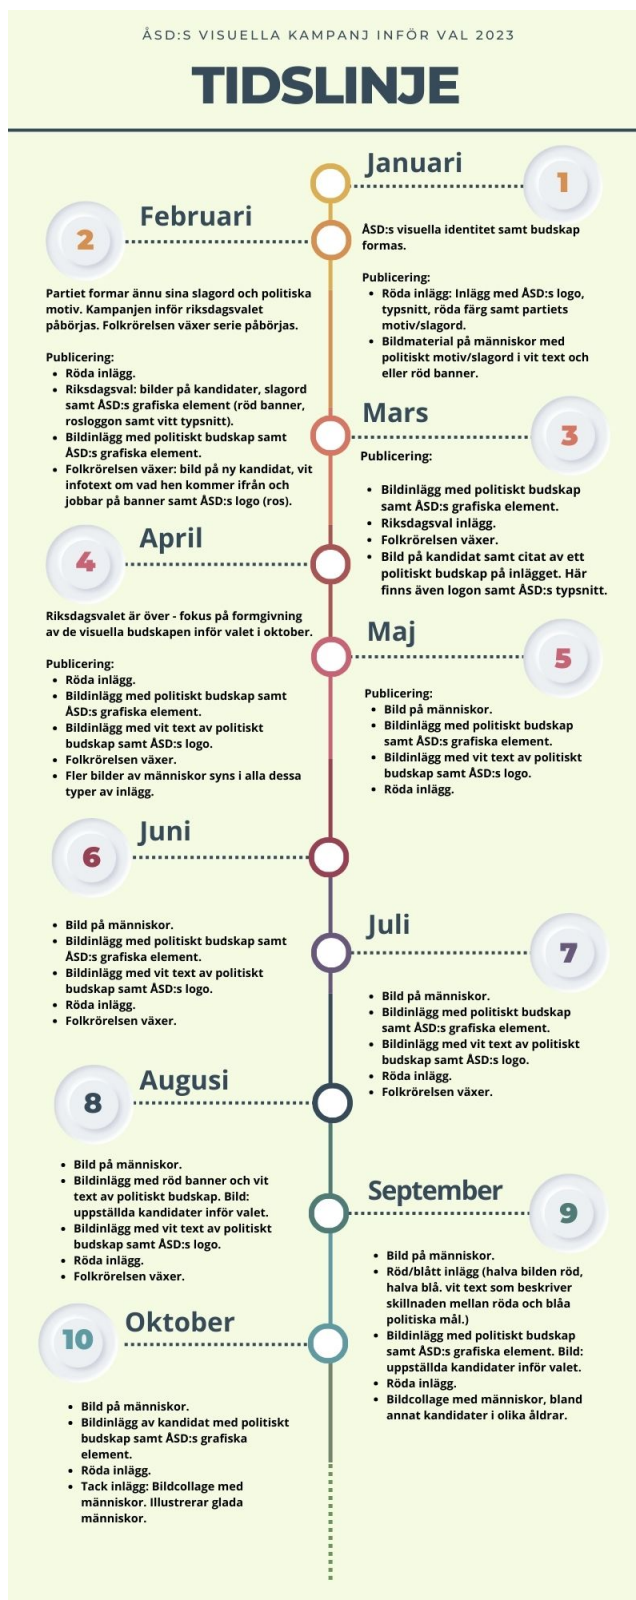 ÅSD:S VISUELLA KAMPANJ INFÖR VAL 2023
TIDSLINJE
Januari
1
ÅSD:s visuella identitet samt budskap
formas.
Publicering:
• Röda inlägg: Inlägg med ÅSD:s logo,
typsnitt, röda färg samt partiets
motiv/slagord.
• Bildmaterial på människor med
politiskt motiv/slagord i vit text och
eller röd banner.
Februari
2
Partiet formar ännu sina slagord och politiska
motiv. Kampanjen inför riksdagsvalet
påbörjas. Folkrörelsen växer serie påbörjas.
Publicering:
• Röda inlägg.
• Riksdagsval: bilder på kandidater, slagord
samt ÅSD:s grafiska element (röd banner,
rosloggon samt vitt typsnitt).
• Bildinlägg med politiskt budskap samt
ÅSD:s grafiska element.
• Folkrörelsen växer: bild på ny kandidat, vit
infotext om vad hen kommer ifrån och
jobbar på banner samt ÅSD:s logo (ros).
Mars
3
Publicering:
• Bildinlägg med politiskt budskap
samt ÅSD:s grafiska element.
• Riksdagsval inlägg.
• Folkrörelsen växer.
• Bild på kandidat samt citat av ett
politiskt budskap på inlägget. Här
finns även logon samt ÅSD:s typsnitt.
April
4
Riksdagsvalet är över - fokus på formgivning
av de visuella budskapen inför valet i oktober.
Publicering:
• Röda inlägg.
• Bildinlägg med politiskt budskap samt
ÅSD:s grafiska element.
• Bildinlägg med vit text av politiskt
budskap samt ÅSD:s logo.
• Folkrörelsen växer.
• Fler bilder av människor syns i alla dessa
typer av inlägg.
Maj
5
Publicering:
• Bild på människor.
• Bildinlägg med politiskt budskap
samt ÅSD:s grafiska element.
• Bildinlägg med vit text av politiskt
budskap samt ÅSD:s logo.
• Röda inlägg.
Juni
6
• Bild på människor.
• Bildinlägg med politiskt budskap samt
ÅSD:s grafiska element.
• Bildinlägg med vit text av politiskt
budskap samt ÅSD:s logo.
• Röda inlägg.
• Folkrörelsen växer.
Juli
7
• Bild på människor.
• Bildinlägg med politiskt budskap
samt ÅSD:s grafiska element.
• Bildinlägg med vit text av politiskt
budskap samt ÅSD:s logo.
• Röda inlägg.
• Folkrörelsen växer.
Augusi
8
• Bild på människor.
• Bildinlägg med röd banner och vit
text av politiskt budskap. Bild:
uppställda kandidater inför valet.
• Bildinlägg med vit text av politiskt
budskap samt ÅSD:s logo.
• Röda inlägg.
• Folkrörelsen växer.
September
9
• Bild på människor.
• Röd/blått inlägg (halva bilden röd,
halva blå. vit text som beskriver
skillnaden mellan röda och blåa
politiska mål.)
• Bildinlägg med politiskt budskap
samt ÅSD:s grafiska element. Bild:
uppställda kandidater inför valet.
• Röda inlägg.
• Bildcollage med människor, bland
annat kandidater i olika åldrar.
Oktober
10
• Bild på människor.
• Bildinlägg av kandidat med politiskt
budskap samt ÅSD:s grafiska
element.
• Röda inlägg.
• Tack inlägg: Bildcollage med
människor. Illustrerar glada
människor.